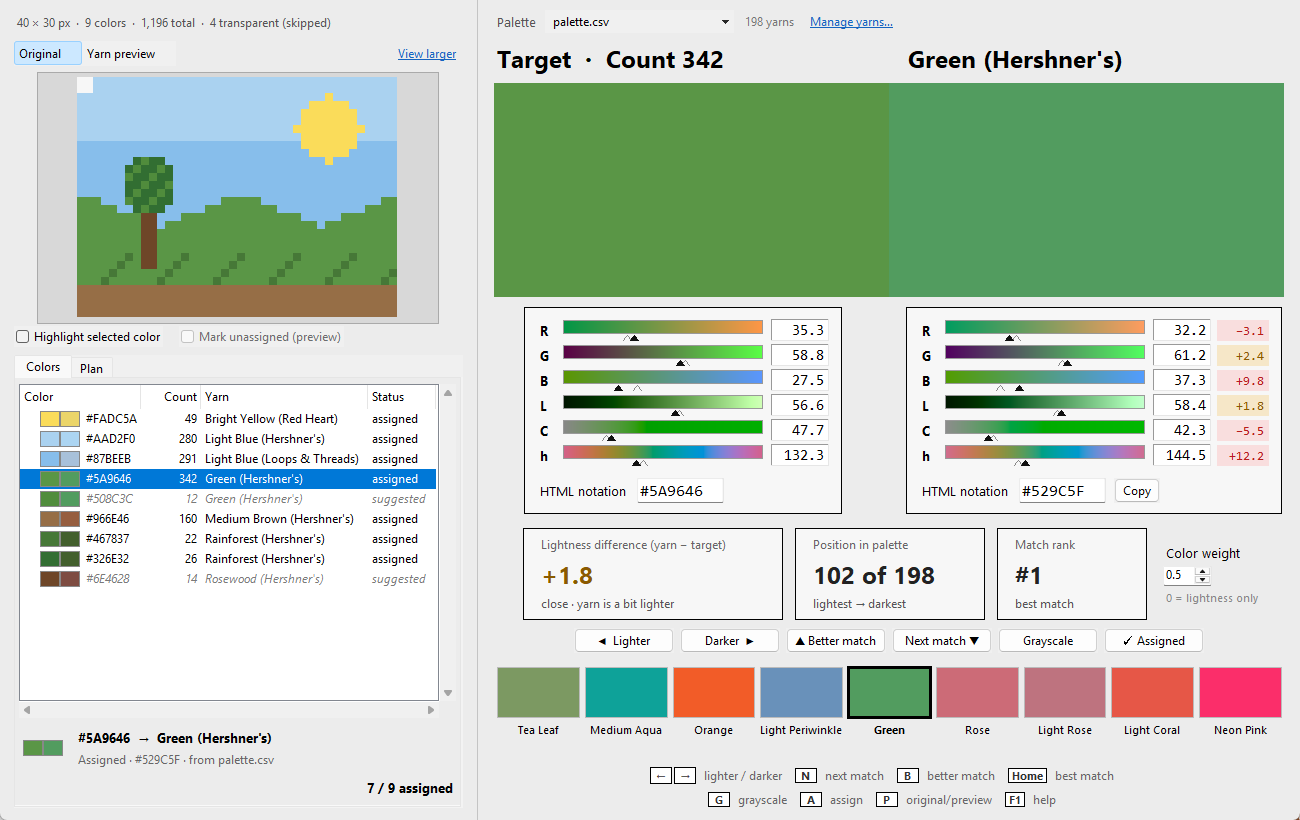 40 × 30 px · 9 colors · 1,196 total · 4 transparent (skipped)
Original Yarn preview View larger
Highlight selected color Mark unassigned (preview)
Colors Plan
Color Count Yarn Status
#FADC5A 49 Bright Yellow (Red Heart) assigned
#AAD2F0 280 Light Blue (Hershner's) assigned
#87BEEB 291 Light Blue (Loops & Threads) assigned
#5A9646 342 Green (Hershner's) assigned
#508C3C 12 Green (Hershner's) suggested
#966E46 160 Medium Brown (Hershner's) assigned
#467837 22 Rainforest (Hershner's) assigned
#326E32 26 Rainforest (Hershner's) assigned
#6E4628 14 Rosewood (Hershner's) suggested
#5A9646 → Green (Hershner's)
Assigned · #529C5F · from palette.csv
7 / 9 assigned
Palette palette.csv 198 yarns Manage yarns...
Target · Count 342 Green (Hershner's)
R 35.3
G 58.8
B 27.5
L 56.6
C 47.7
h 132.3
HTML notation #5A9646
R 32.2 −3.1
G 61.2 +2.4
B 37.3 +9.8
L 58.4 +1.8
C 42.3 −5.5
h 144.5 +12.2
HTML notation #529C5F Copy
Lightness difference (yarn − target)
+1.8
close · yarn is a bit lighter
Position in palette
102 of 198
lightest → darkest
Match rank
#1
best match
Color weight
0.5
0 = lightness only
◄ Lighter Darker ► ▲ Better match Next match ▼ Grayscale ✓ Assigned
Tea Leaf Medium Aqua Orange Light Periwinkle Green Rose Light Rose Light Coral Neon Pink
← → lighter / darker N next match B better match Home best match
G grayscale A assign P original/preview F1 help